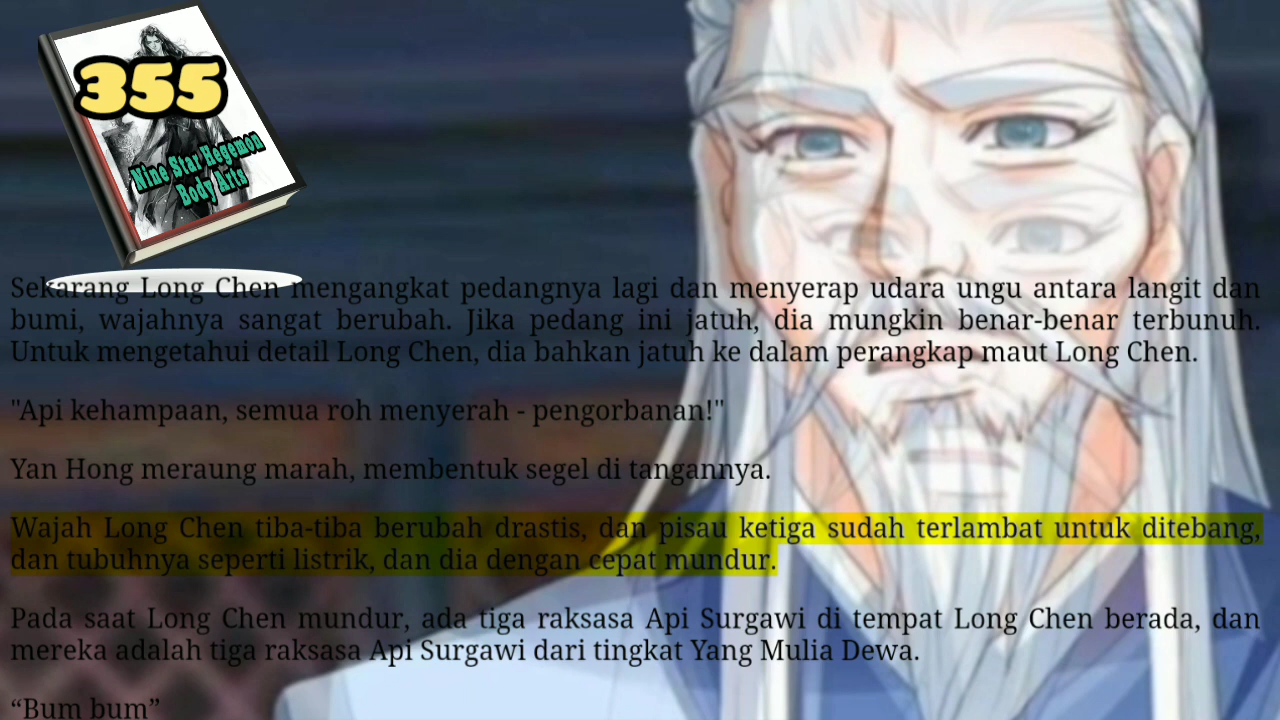 355
Nine Star Hegemon
Body Arts
Sekarang Long Chen mengangkat pedangnya lagi dan menyerap udara ungu antara langit dan
bumi, wajahnya sangat berubah. Jika pedang ini jatuh, dia mungkin benar-benar terbunuh.
Untuk mengetahui detail Long Chen, dia bahkan jatuh ke dalam perangkap maut Long Chen.
"Api kehampaan, semua roh menyerah - pengorbanan!"
Yan Hong meraung marah, membentuk segel di tangannya.
Wajah Long Chen tiba-tiba berubah drastis, dan pisau ketiga sudah terlambat untuk ditebang,
dan tubuhnya seperti listrik, dan dia dengan cepat mundur.
Pada saat Long Chen mundur, ada tiga raksasa Api Surgawi di tempat Long Chen berada, dan
mereka adalah tiga raksasa Api Surgawi dari tingkat Yang Mulia Dewa.
“Bum bum”